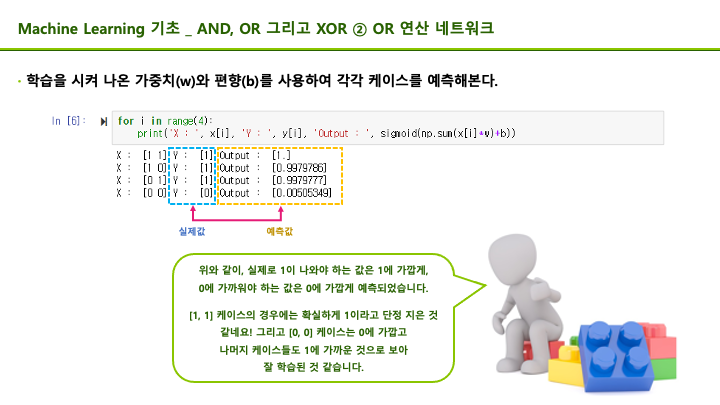 Machine Learning 기초 _ AND, OR 그리고 XOR ② OR 연산 네트워크
· 학습을 시켜 나온 가중치(w)와 편향(b)를 사용하여 각각 케이스를 예측해본다.
In [6]: for i in range(4):
print('X : ', x[i], 'Y : ', y[i], 'Output : ', sigmoid(np.sum(x[i]*w)+b))
X : [1 1] Y : [1] Output : [1.]
X : [1 0] Y : [1] Output : [0.9979786]
X : [0 1] Y : [1] Output : [0.9979777]
X : [0 0] Y : [0] Output : [0.00505349]
실제값 예측값
위와 같이, 실제로 1이 나와야 하는 값은 1에 가깝게,
0에 가까워야 하는 값은 0에 가깝게 예측되었습니다.
[1, 1] 케이스의 경우에는 확실하게 1이라고 단정 지은 것
같네요! 그리고 [0, 0] 케이스는 0에 가깝고
나머지 케이스들도 1에 가까운 것으로 보아
잘 학습된 것 같습니다.